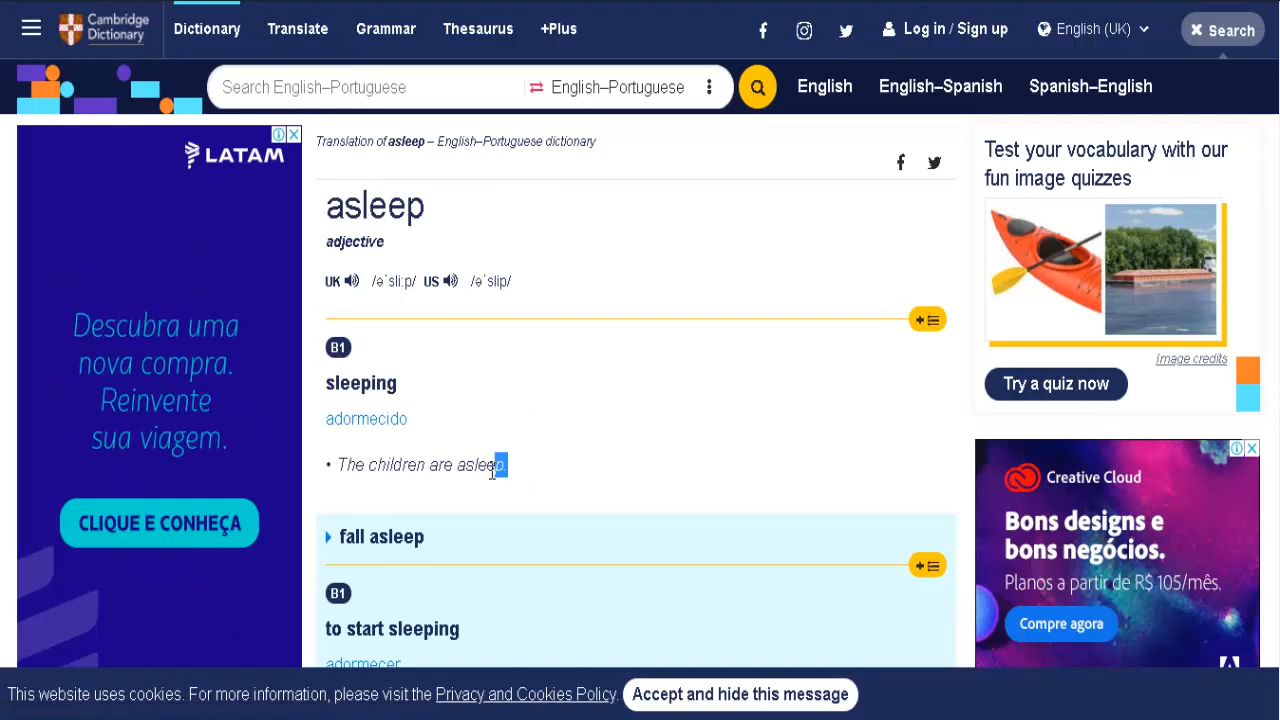 Cambridge Dictionary
Dictionary Translate Grammar Thesaurus +Plus
Log in / Sign up
English (UK)
Search
Search English–Portuguese
English–Portuguese
English English–Spanish Spanish–English
LATAM
Descubra uma
nova compra.
Reinvente
sua viagem.
CLIQUE E CONHEÇA
Translation of asleep – English–Portuguese dictionary
asleep
adjective
UK /əˈsliːp/ US /əˈslip/
B1
sleeping
adormecido
• The children are asleep.
fall asleep
B1
to start sleeping
adormecer
Test your vocabulary with our
fun image quizzes
Image credits
Try a quiz now
Creative Cloud
Bons designs e
bons negócios.
Planos a partir de R$ 105/mês.
Compre agora
This website uses cookies. For more information, please visit the Privacy and Cookies Policy. Accept and hide this message